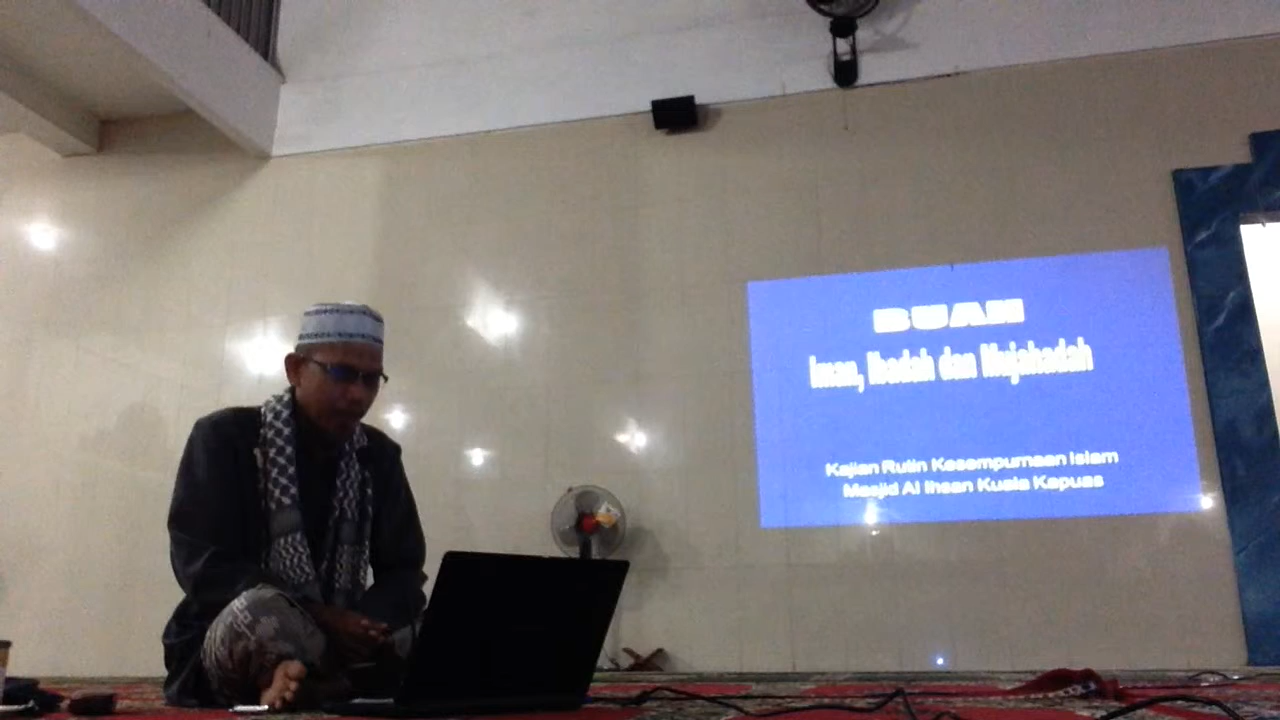 BUAH
Iman, Ibadah dan Mujahadah
Kajian Rutin Kesempurnaan Islam
Masjid Al Ihsan Kuala Kapuas